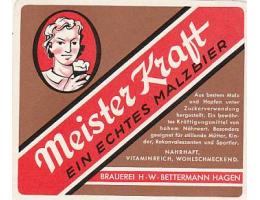 Meister Kraft
EIN ECHTES MALZBIER
Aus bestem Malz
und Hopfen unter
Zuckerverwendung
hergestellt. Ein bewähr-
tes Kräftigungsmittel von
hohem Nährwert. Besonders
geeignet für stillende Mütter, Kin-
der, Rekonvaleszenten und Sportler.
NAHRHAFT,
VITAMINREICH, WOHLSCHMECKEND.
BRAUEREI H·W·BETTERMANN HAGEN